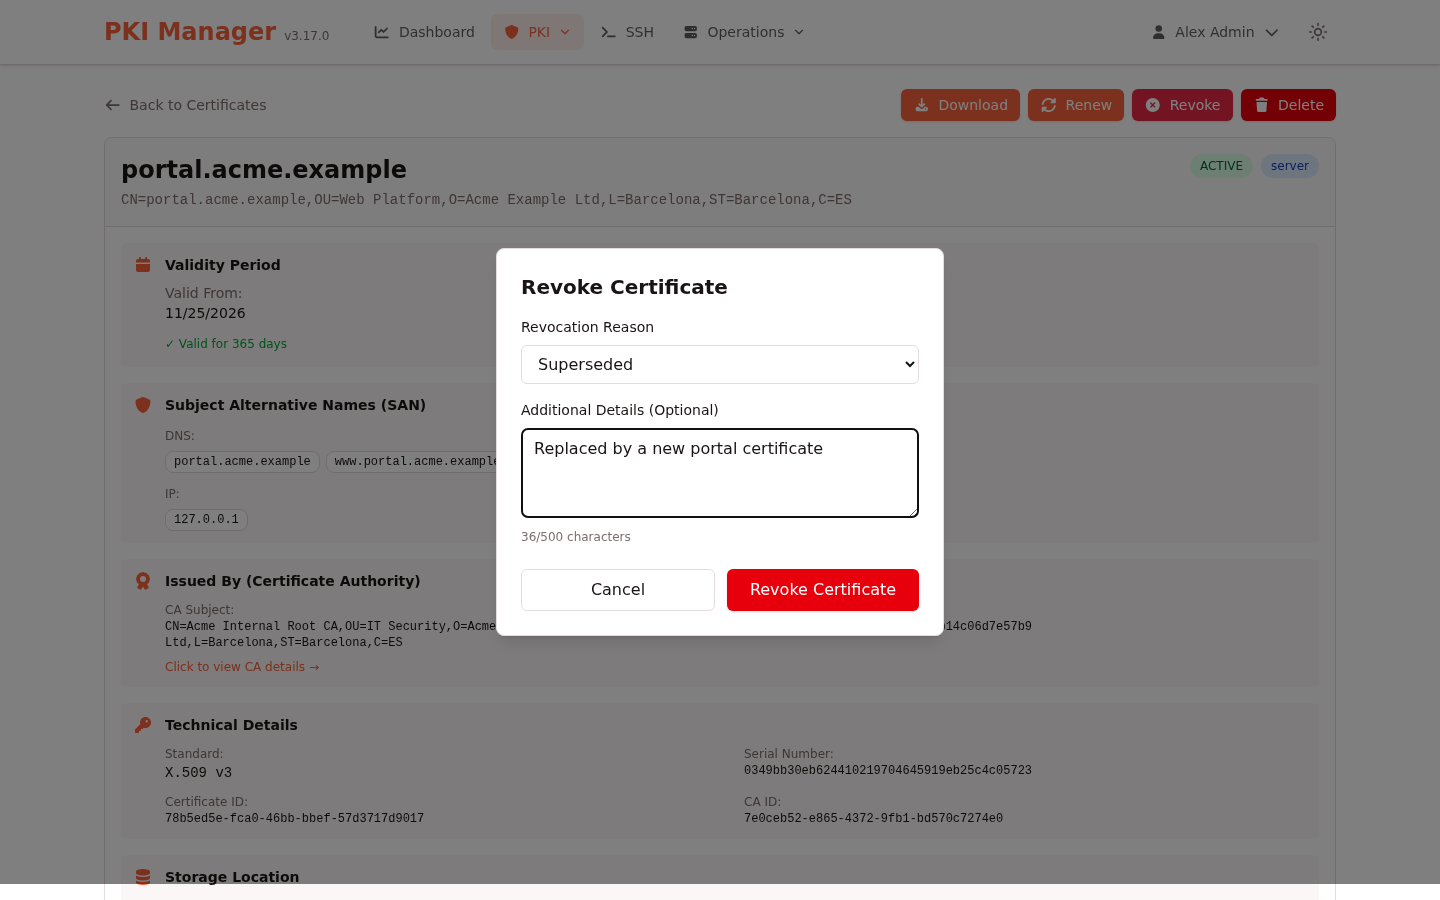 PKI Manager v3.17.0
Dashboard
PKI
SSH
Operations
Alex Admin
Back to Certificates
Download
Renew
Revoke
Delete
portal.acme.example
ACTIVE
server
CN=portal.acme.example,OU=Web Platform,O=Acme Example Ltd,L=Barcelona,ST=Barcelona,C=ES
Validity Period
Valid From:
11/25/2026
✓ Valid for 365 days
Subject Alternative Names (SAN)
DNS:
portal.acme.example
www.portal.acme.example
IP:
127.0.0.1
Issued By (Certificate Authority)
CA Subject:
CN=Acme Internal Root CA,OU=IT Security,O=Acme
Ltd,L=Barcelona,ST=Barcelona,C=ES
14c06d7e57b9
Click to view CA details →
Technical Details
Standard:
X.509 v3
Serial Number:
0349bb30eb624410219704645919eb25c4c05723
Certificate ID:
78b5ed5e-fca0-46bb-bbef-57d3717d9017
CA ID:
7e0ceb52-e865-4372-9fb1-bd570c7274e0
Storage Location
Revoke Certificate
Revocation Reason
Superseded
Additional Details (Optional)
Replaced by a new portal certificate
36/500 characters
Cancel
Revoke Certificate